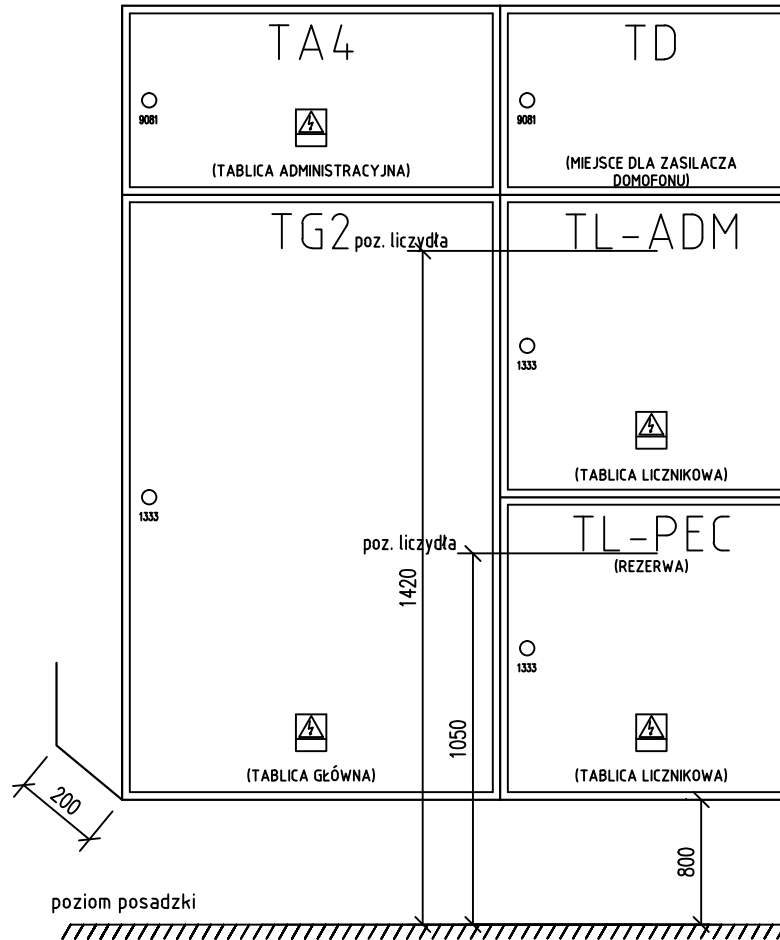 TA4
9081
(TABLICA ADMINISTRACYJNA)
TD
9081
(MIEJSCE DLA ZASILACZA
DOMOFONU)
TG2
poz. liczydła
TL-ADM
1333
(TABLICA LICZNIKOWA)
1333
poz. liczydła
TL-PEC
(REZERWA)
1420
1333
1050
(TABLICA GŁÓWNA)
(TABLICA LICZNIKOWA)
200
800
poziom posadzki